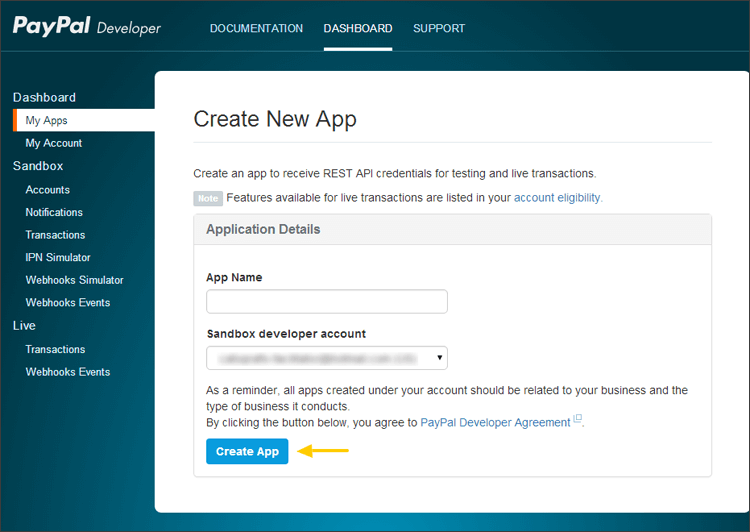 PayPal Developer
DOCUMENTATION
DASHBOARD
SUPPORT
Dashboard
My Apps
My Account
Sandbox
Accounts
Notifications
Transactions
IPN Simulator
Webhooks Simulator
Webhooks Events
Live
Transactions
Webhooks Events
Create New App
Create an app to receive REST API credentials for testing and live transactions.
Note Features available for live transactions are listed in your account eligibility.
Application Details
App Name
Sandbox developer account
As a reminder, all apps created under your account should be related to your business and the
type of business it conducts.
By clicking the button below, you agree to PayPal Developer Agreement.
Create App